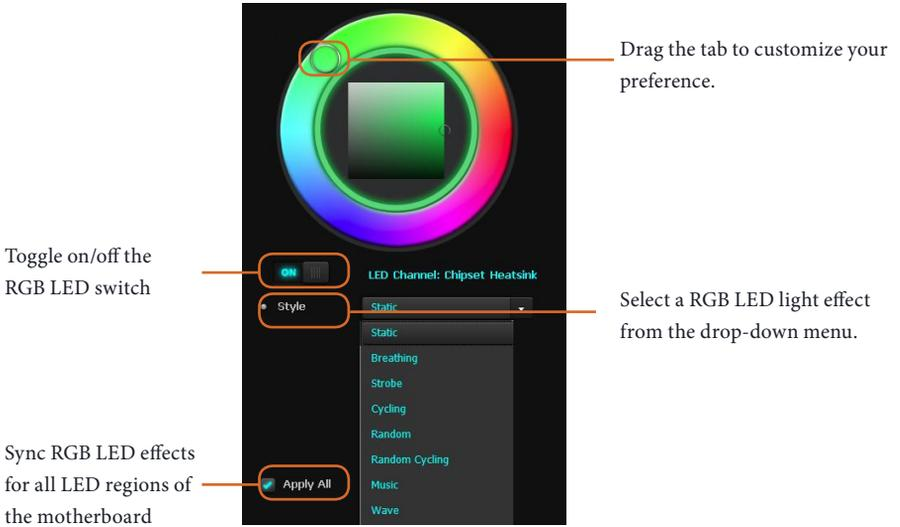 Drag the tab to customize your
preference.
Toggle on/off the
RGB LED switch
ON
LED Channel: Chipset Heatsink
Style
Static
Select a RGB LED light effect
from the drop-down menu.
Static
Breathing
Strobe
Cycling
Random
Random Cycling
Music
Wave
Sync RGB LED effects
for all LED regions of
the motherboard
Apply All